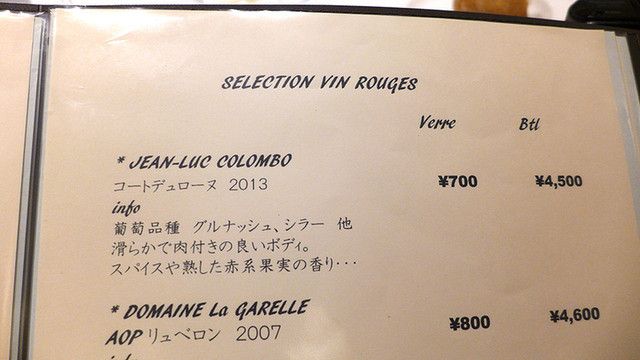 SELECTION VIN ROUGES
Verre Btl
* JEAN-LUC COLOMBO
コートデュローヌ 2013 ¥700 ¥4,500
info
葡萄品種 グルナッシュ、シラー 他
滑らかで肉付きの良いボディ。
スパイスや熟した赤系果実の香り・・・
* DOMAINE La GARELLE
AOP リュベロン 2007 ¥800 ¥4,600